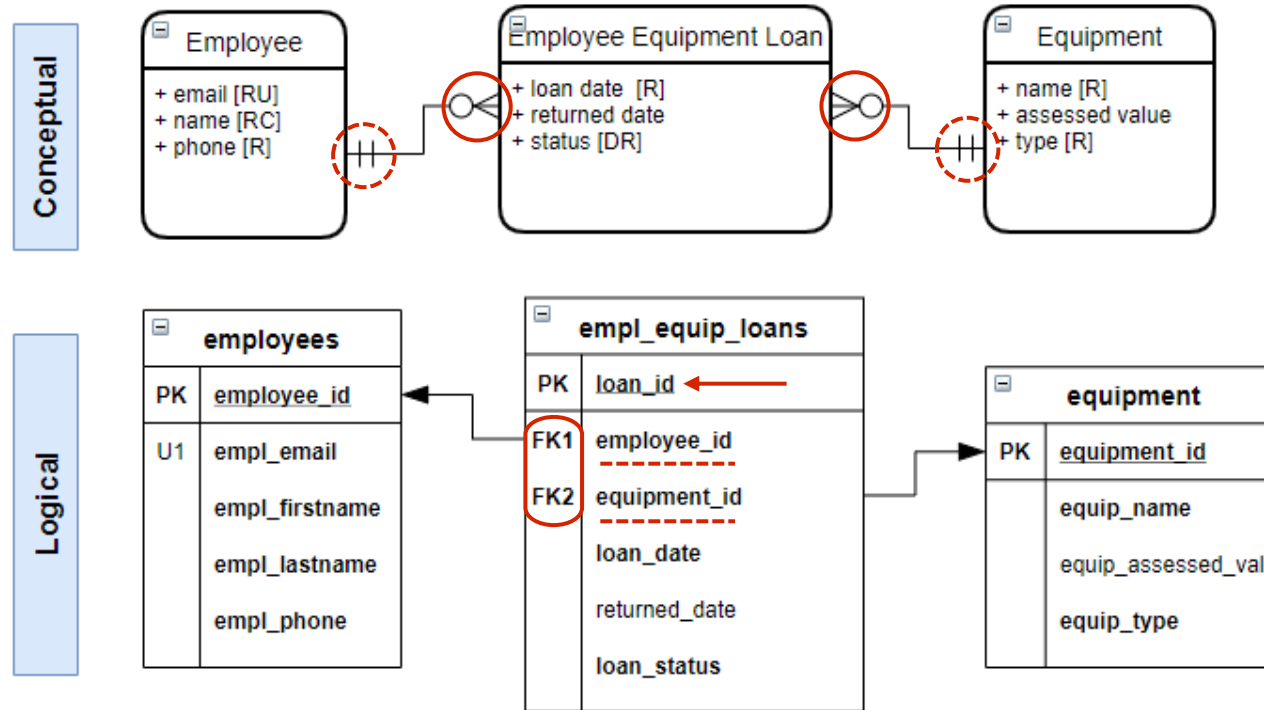 Conceptual
Employee
+ email [RU]
+ name [RC]
+ phone [R]
Employee Equipment Loan
+ loan date [R]
+ returned date
+ status [DR]
Equipment
+ name [R]
+ assessed value
+ type [R]
Logical
employees
PK employee_id
U1 empl_email
empl_firstname
empl_lastname
empl_phone
empl_equip_loans
PK loan_id
FK1 employee_id
FK2 equipment_id
loan_date
returned_date
loan_status
equipment
PK equipment_id
equip_name
equip_assessed_val
equip_type